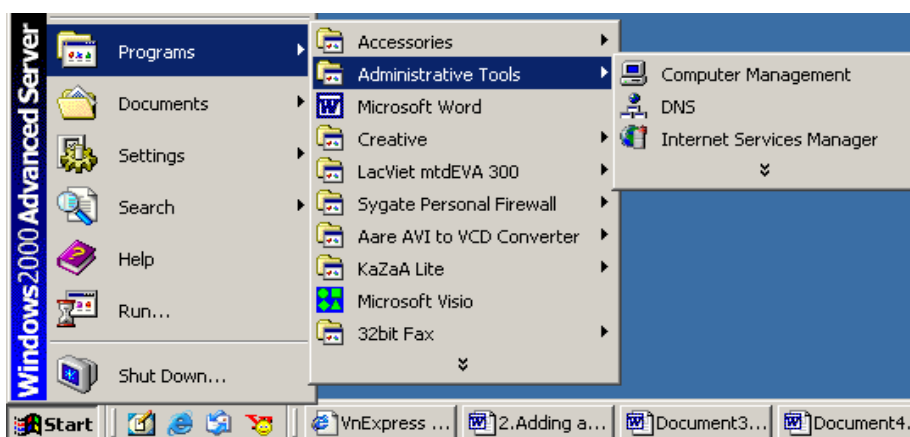 Windows2000Advanced Server
Programs
Documents
Settings
Search
Help
Run...
Shut Down...
Accessories
Administrative Tools
Microsoft Word
Creative
LacViet mtdEVA 300
Sygate Personal Firewall
Aare AVI to VCD Converter
KaZaA Lite
Microsoft Visio
32bit Fax
Computer Management
DNS
Internet Services Manager
Start
VnExpress ...
2.Adding a...
Document3...
Document4.